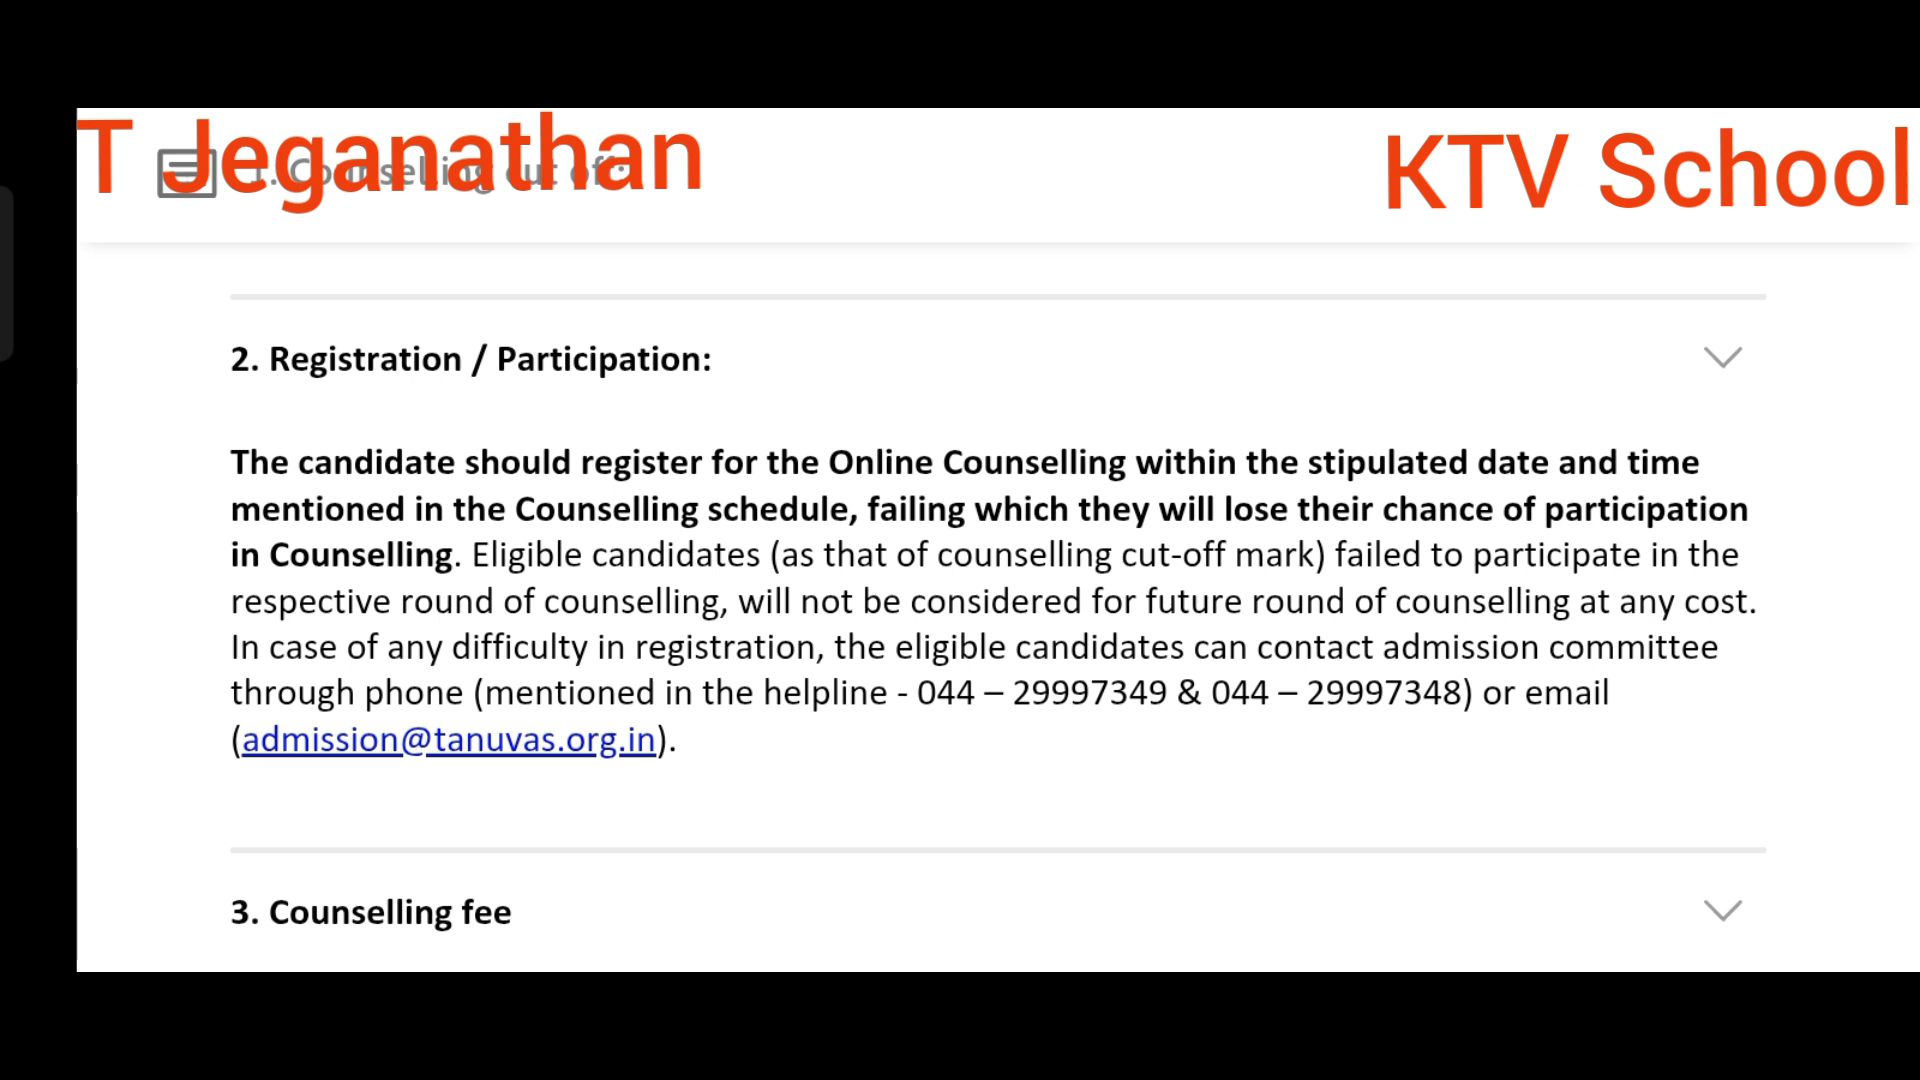 T Jeganathan
KTV School
1. Counselling cut off:
2. Registration / Participation:
The candidate should register for the Online Counselling within the stipulated date and time
mentioned in the Counselling schedule, failing which they will lose their chance of participation
in Counselling. Eligible candidates (as that of counselling cut-off mark) failed to participate in the
respective round of counselling, will not be considered for future round of counselling at any cost.
In case of any difficulty in registration, the eligible candidates can contact admission committee
through phone (mentioned in the helpline - 044 – 29997349 & 044 – 29997348) or email
(admission@tanuvas.org.in).
3. Counselling fee